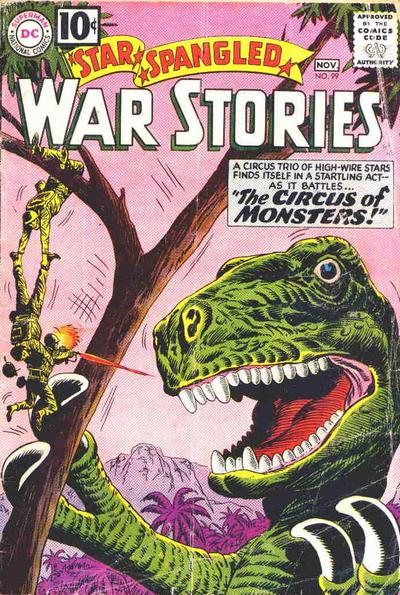 SUPERMAN
DC
NATIONAL COMICS
10¢
APPROVED
BY THE
COMICS
CODE
CA
AUTHORITY
STAR SPANGLED
NOV.
NO. 99
WAR STORIES
A CIRCUS TRIO OF HIGH-WIRE STARS
FINDS ITSELF IN A STARTLING ACT--
AS IT BATTLES...
"The CIRCUS of
MONSTERS!"